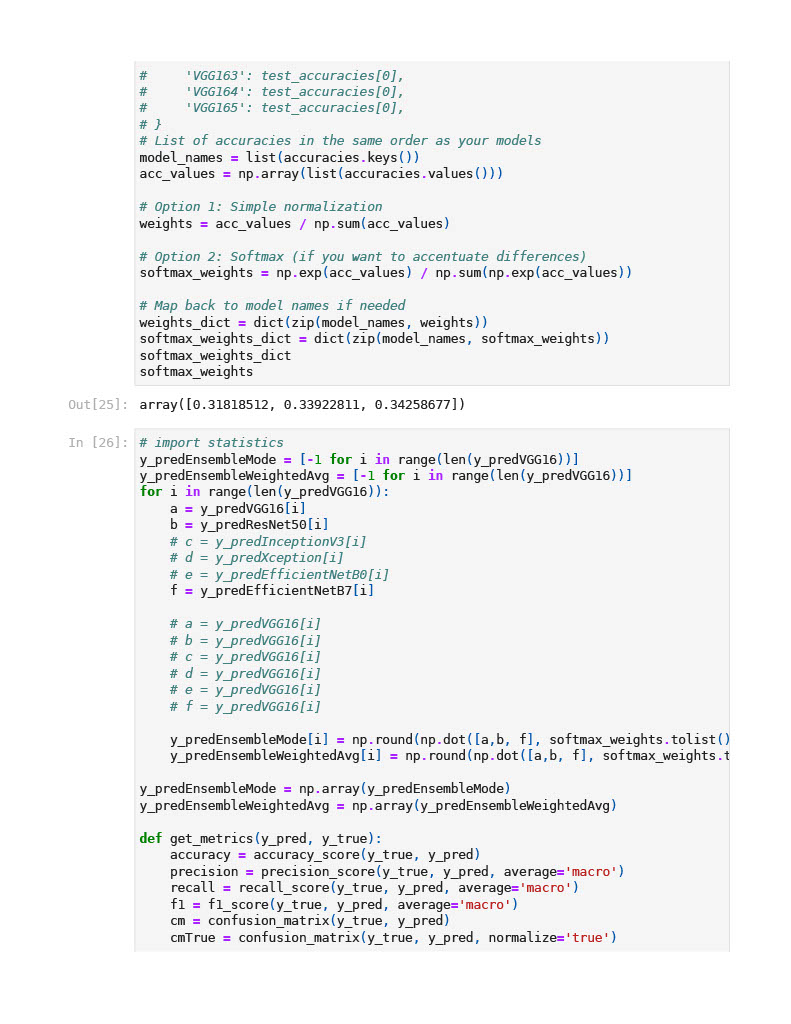 #     'VGG163': test_accuracies[0],
#     'VGG164': test_accuracies[0],
#     'VGG165': test_accuracies[0],
# }
# List of accuracies in the same order as your models
model_names = list(accuracies.keys())
acc_values = np.array(list(accuracies.values()))

# Option 1: Simple normalization
weights = acc_values / np.sum(acc_values)

# Option 2: Softmax (if you want to accentuate differences)
softmax_weights = np.exp(acc_values) / np.sum(np.exp(acc_values))

# Map back to model names if needed
weights_dict = dict(zip(model_names, weights))
softmax_weights_dict = dict(zip(model_names, softmax_weights))
softmax_weights_dict
softmax_weights
Out[25]: array([0.31818512, 0.33922811, 0.34258677])
In [26]: # import statistics
y_predEnsembleMode = [-1 for i in range(len(y_predVGG16))]
y_predEnsembleWeightedAvg = [-1 for i in range(len(y_predVGG16))]
for i in range(len(y_predVGG16)):
    a = y_predVGG16[i]
    b = y_predResNet50[i]
    # c = y_predInceptionV3[i]
    # d = y_predXception[i]
    # e = y_predEfficientNetB0[i]
    f = y_predEfficientNetB7[i]

    # a = y_predVGG16[i]
    # b = y_predVGG16[i]
    # c = y_predVGG16[i]
    # d = y_predVGG16[i]
    # e = y_predVGG16[i]
    # f = y_predVGG16[i]

    y_predEnsembleMode[i] = np.round(np.dot([a,b, f], softmax_weights.tolist()
    y_predEnsembleWeightedAvg[i] = np.round(np.dot([a,b, f], softmax_weights.t

y_predEnsembleMode = np.array(y_predEnsembleMode)
y_predEnsembleWeightedAvg = np.array(y_predEnsembleWeightedAvg)

def get_metrics(y_pred, y_true):
    accuracy = accuracy_score(y_true, y_pred)
    precision = precision_score(y_true, y_pred, average='macro')
    recall = recall_score(y_true, y_pred, average='macro')
    f1 = f1_score(y_true, y_pred, average='macro')
    cm = confusion_matrix(y_true, y_pred)
    cmTrue = confusion_matrix(y_true, y_pred, normalize='true')